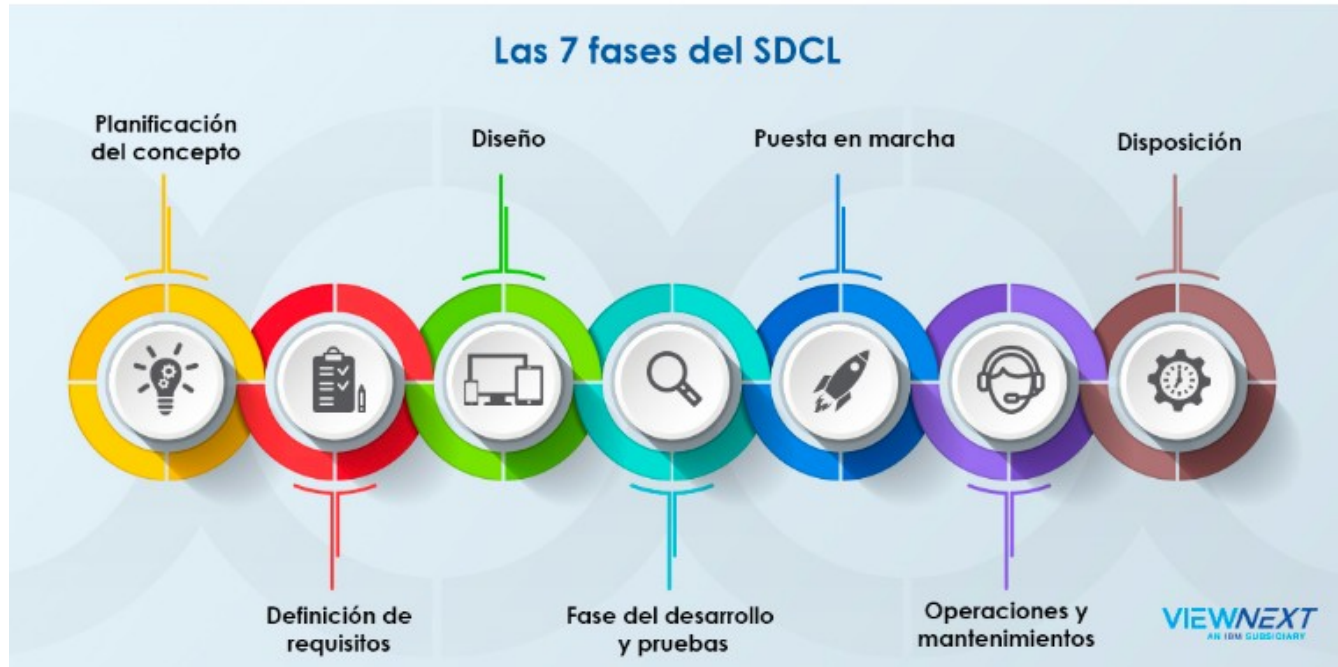 Las 7 fases del SDCL
Planificación
del concepto
Diseño
Puesta en marcha
Disposición
Definición de
requisitos
Fase del desarrollo
y pruebas
Operaciones y
mantenimientos
VIEWNEXT
AN IBM SUBSIDIARY